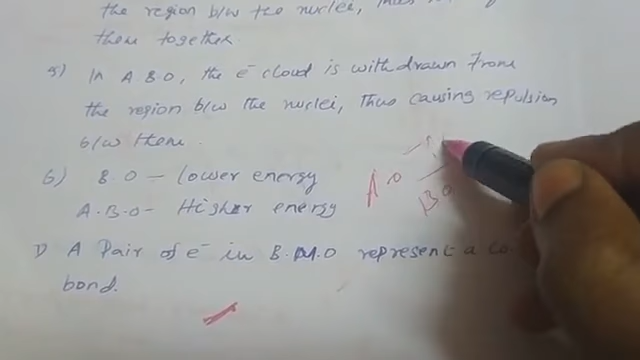 the region b/w the nuclei,
them together.
5) In A B.O, the e⁻ cloud is withdrawn from
the region b/w the nuclei, thus causing repulsion
b/w them.
6) B.O - Lower energy
A.B.O - Higher energy
A.O
B.O
7) A Pair of e⁻ in B.M.O represent a co
bond.